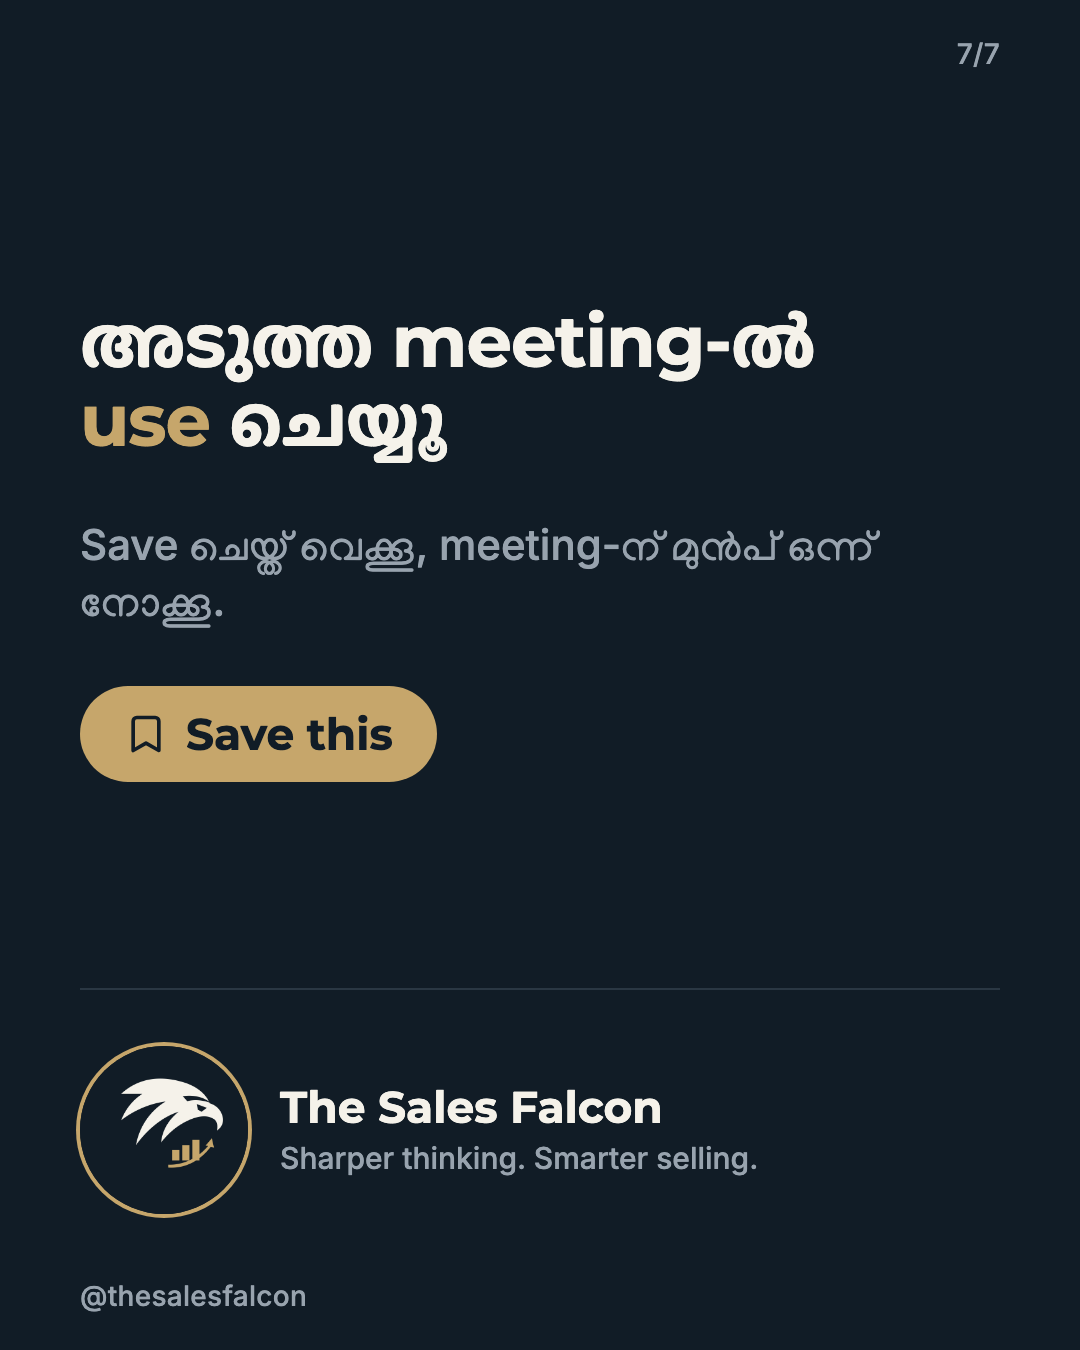 7/7
അടുത്ത meeting-ൽ
use ചെയ്യൂ
Save ചെയ്ത് വെക്കൂ, meeting-ന് മുൻപ് ഒന്ന്
നോക്കൂ.
Save this
The Sales Falcon
Sharper thinking. Smarter selling.
@thesalesfalcon